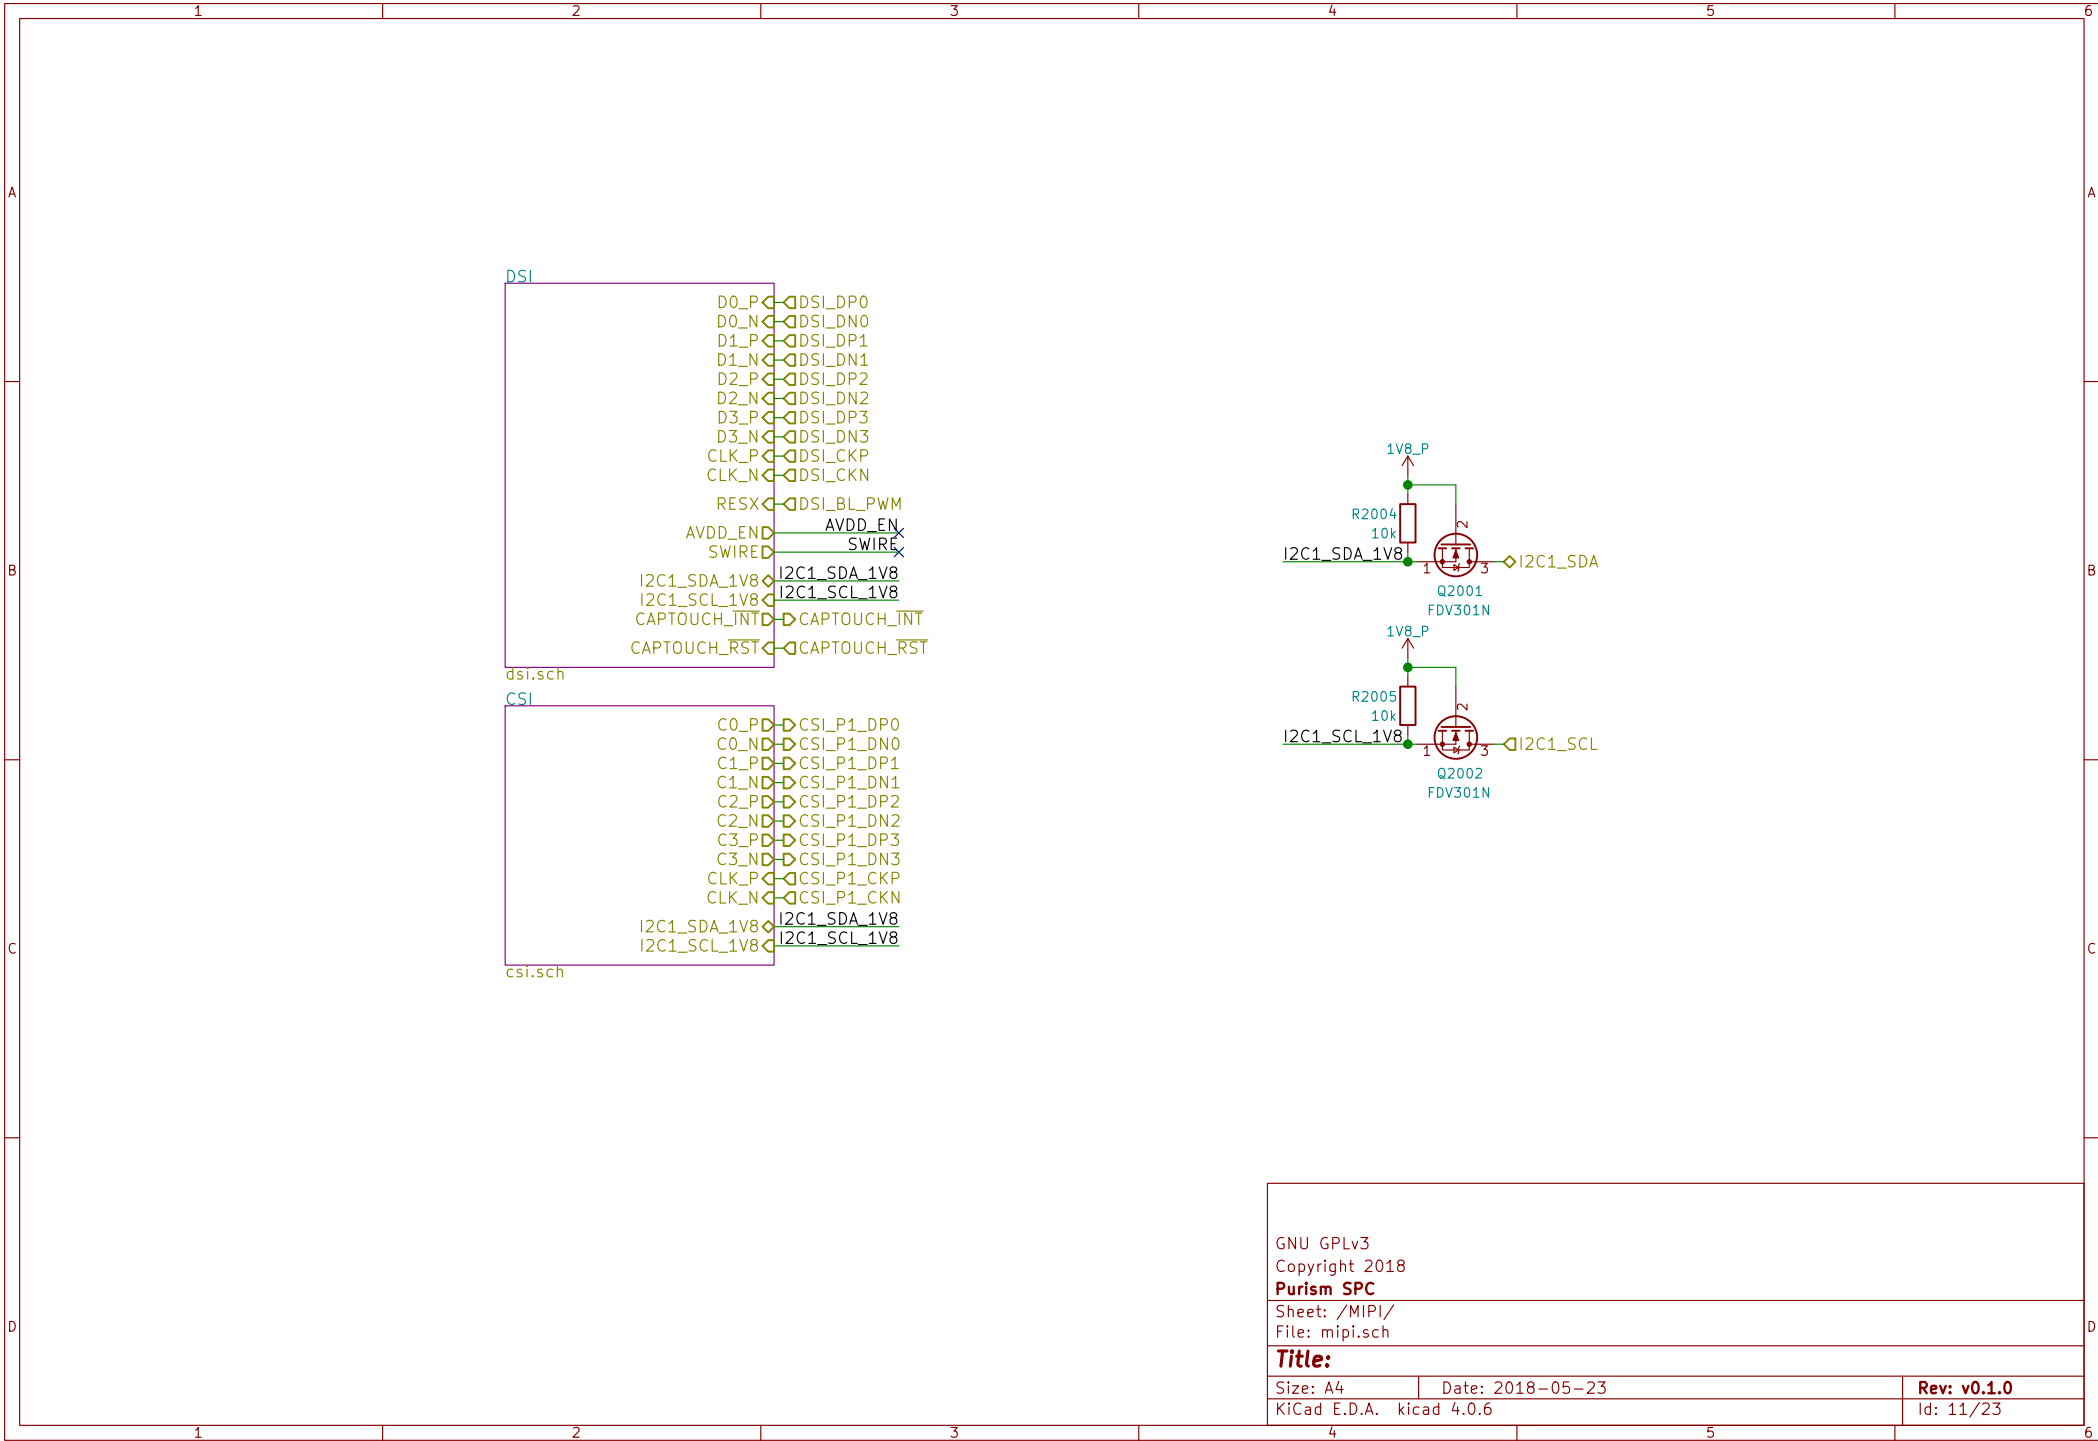 1 2 3 4 5 6
A A
DSI
D0_P DSI_DP0
D0_N DSI_DN0
D1_P DSI_DP1
D1_N DSI_DN1
D2_P DSI_DP2
D2_N DSI_DN2
D3_P DSI_DP3
D3_N DSI_DN3
CLK_P DSI_CKP
CLK_N DSI_CKN
RESX DSI_BL_PWM
AVDD_EN AVDD_EN
SWIRE SWIRE
I2C1_SDA_1V8 I2C1_SDA_1V8
I2C1_SCL_1V8 I2C1_SCL_1V8
CAPTOUCH_INT CAPTOUCH_INT
CAPTOUCH_RST CAPTOUCH_RST
dsi.sch
CSI
C0_P CSI_P1_DP0
C0_N CSI_P1_DN0
C1_P CSI_P1_DP1
C1_N CSI_P1_DN1
C2_P CSI_P1_DP2
C2_N CSI_P1_DN2
C3_P CSI_P1_DP3
C3_N CSI_P1_DN3
CLK_P CSI_P1_CKP
CLK_N CSI_P1_CKN
I2C1_SDA_1V8 I2C1_SDA_1V8
I2C1_SCL_1V8 I2C1_SCL_1V8
csi.sch
1V8_P
R2004
10k
2
I2C1_SDA_1V8 1 3 I2C1_SDA
Q2001
FDV301N
1V8_P
R2005
10k
2
I2C1_SCL_1V8 1 3 I2C1_SCL
Q2002
FDV301N
B B
C C
D D
GNU GPLv3
Copyright 2018
Purism SPC
Sheet: /MIPI/
File: mipi.sch
Title:
Size: A4 Date: 2018-05-23 Rev: v0.1.0
KiCad E.D.A. kicad 4.0.6 Id: 11/23
1 2 3 4 5 6